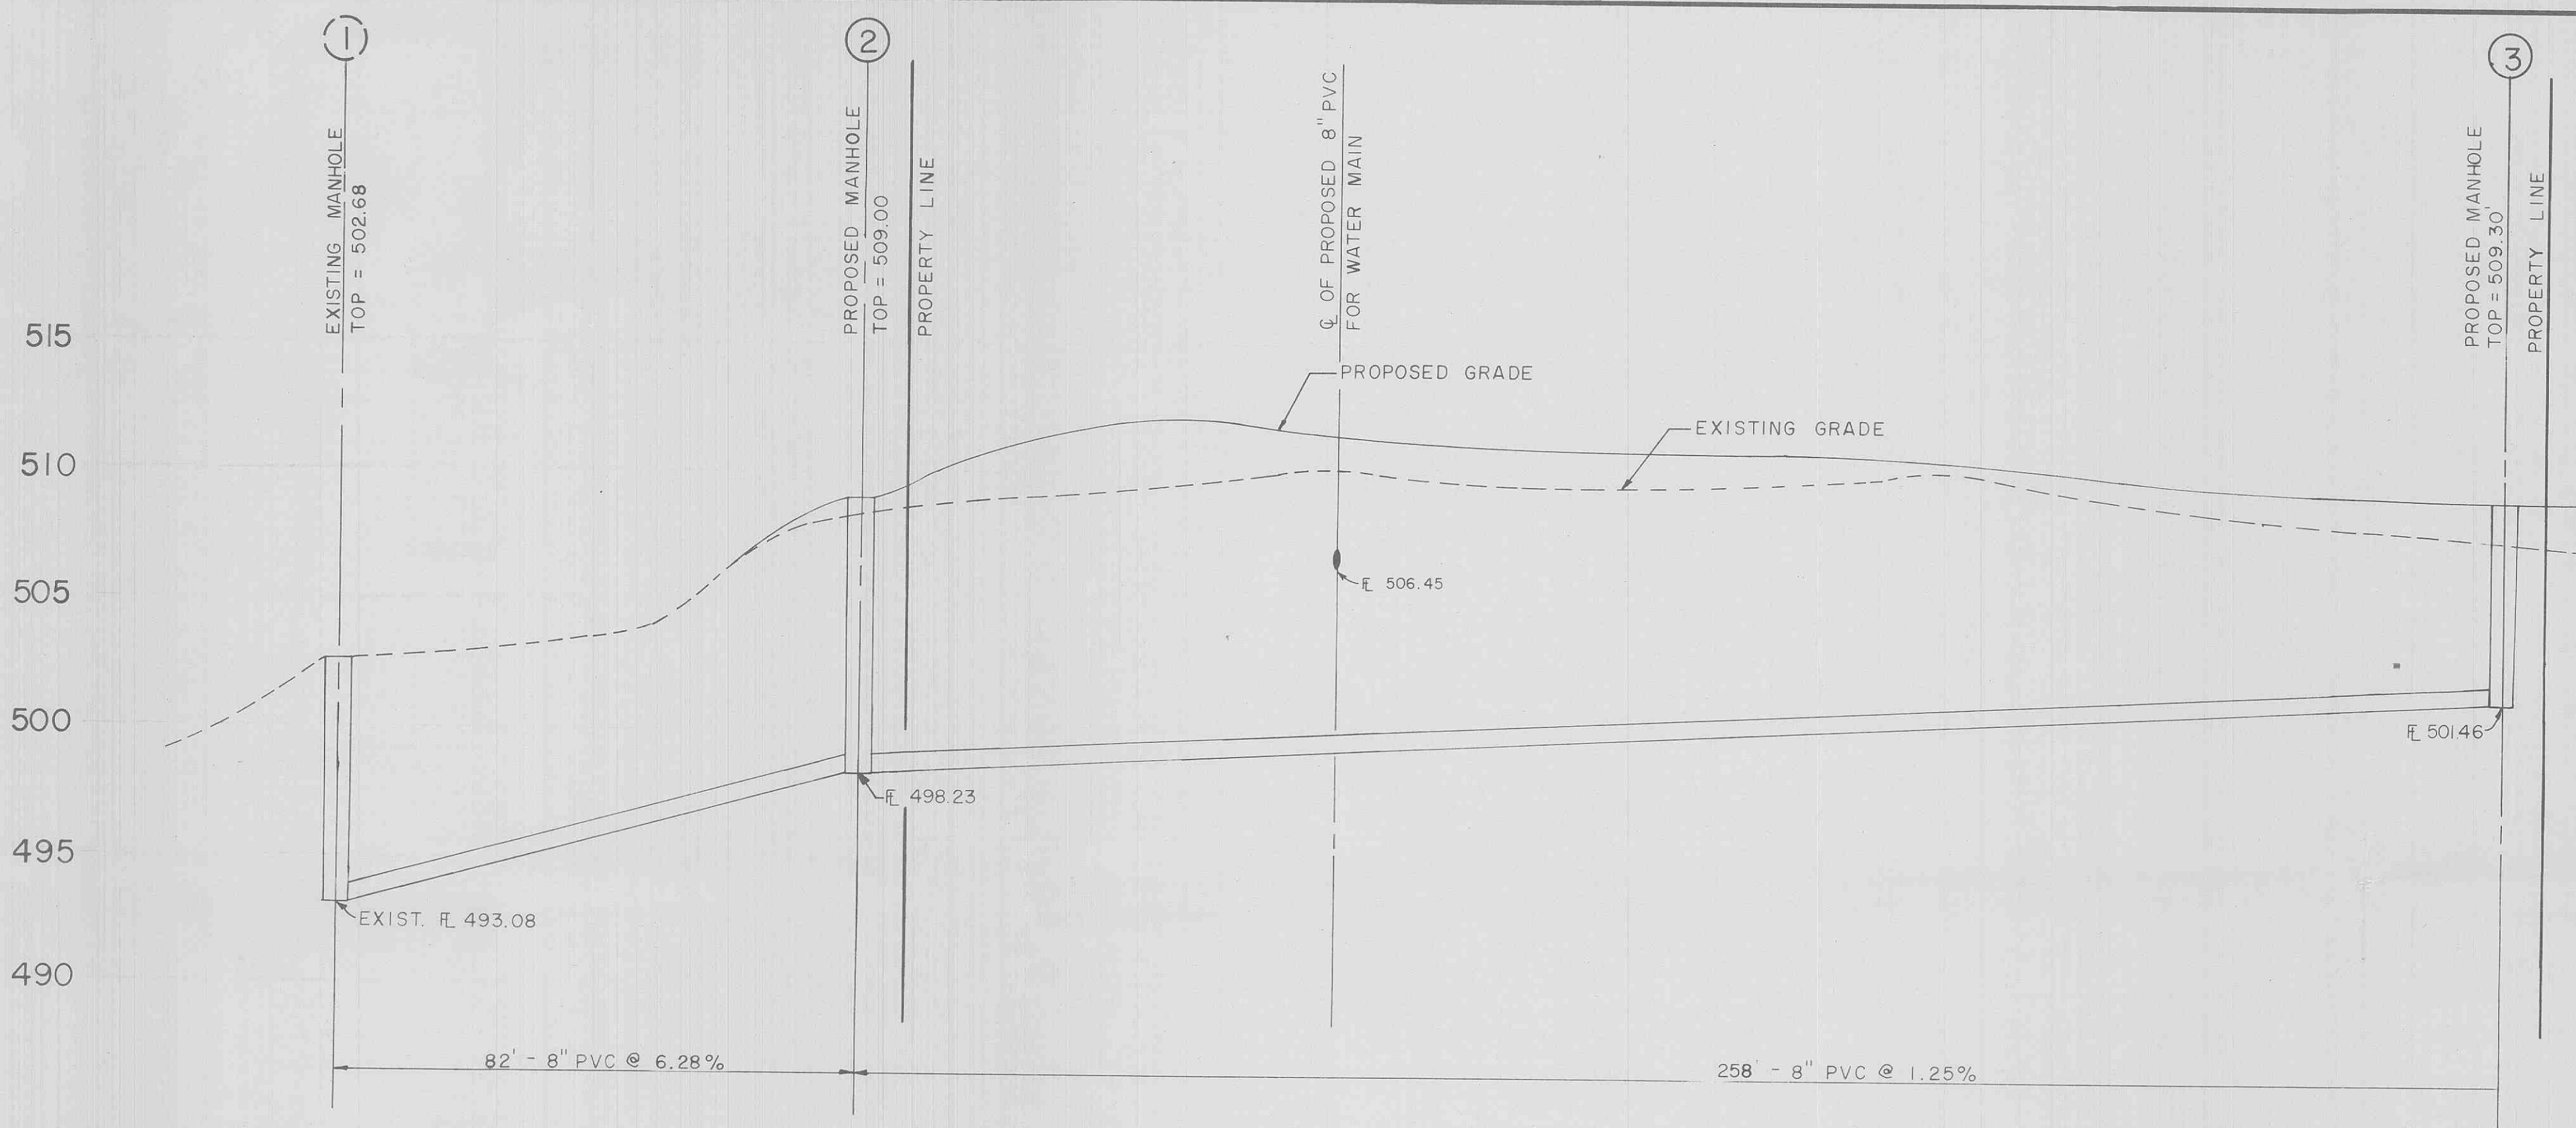 1
2
3
EXISTING MANHOLE
TOP = 502.68
PROPOSED MANHOLE
TOP = 509.00
PROPERTY LINE
℄ OF PROPOSED 8" PVC
FOR WATER MAIN
PROPOSED MANHOLE
TOP = 509.30'
PROPERTY LINE
515
PROPOSED GRADE
EXISTING GRADE
510
505
FL 506.45
500
FL 501.46
FL 498.23
495
EXIST. FL 493.08
490
82' - 8" PVC @ 6.28%
258' - 8" PVC @ 1.25%